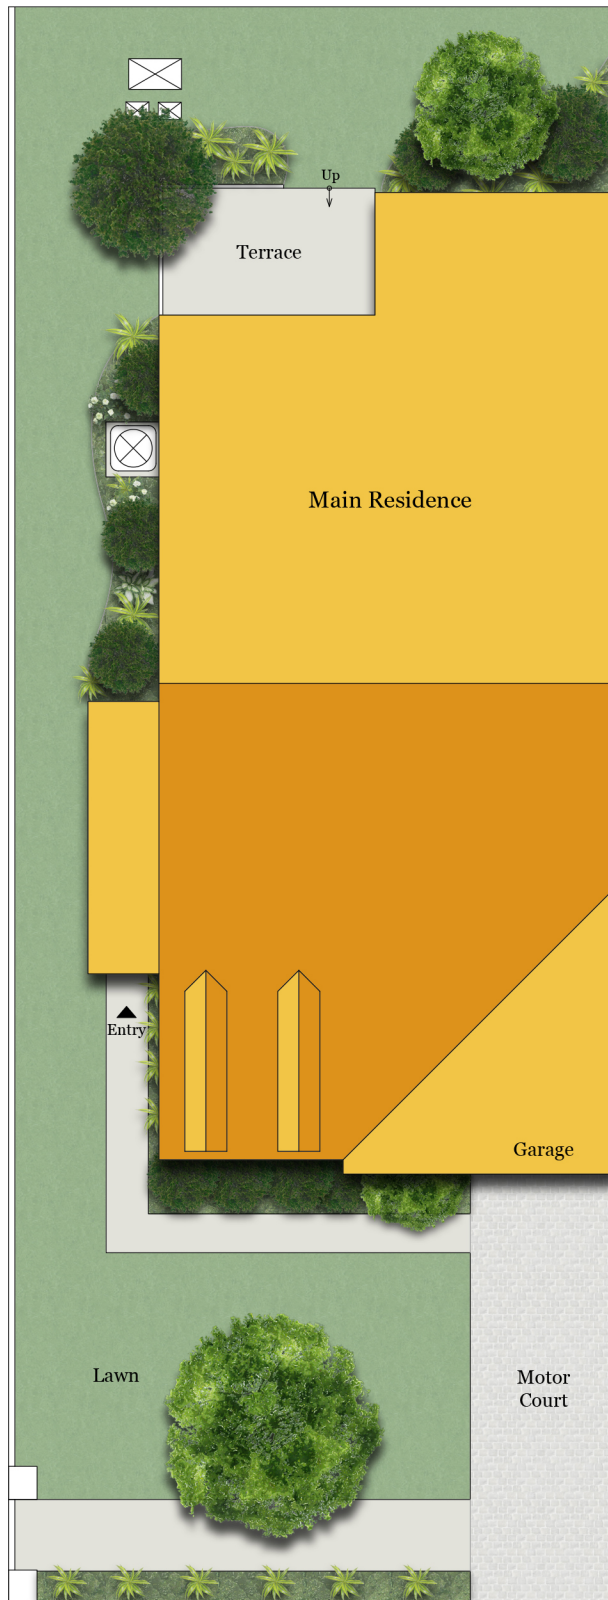 Up
Terrace
Main Residence
Entry
Garage
Lawn
Motor
Court